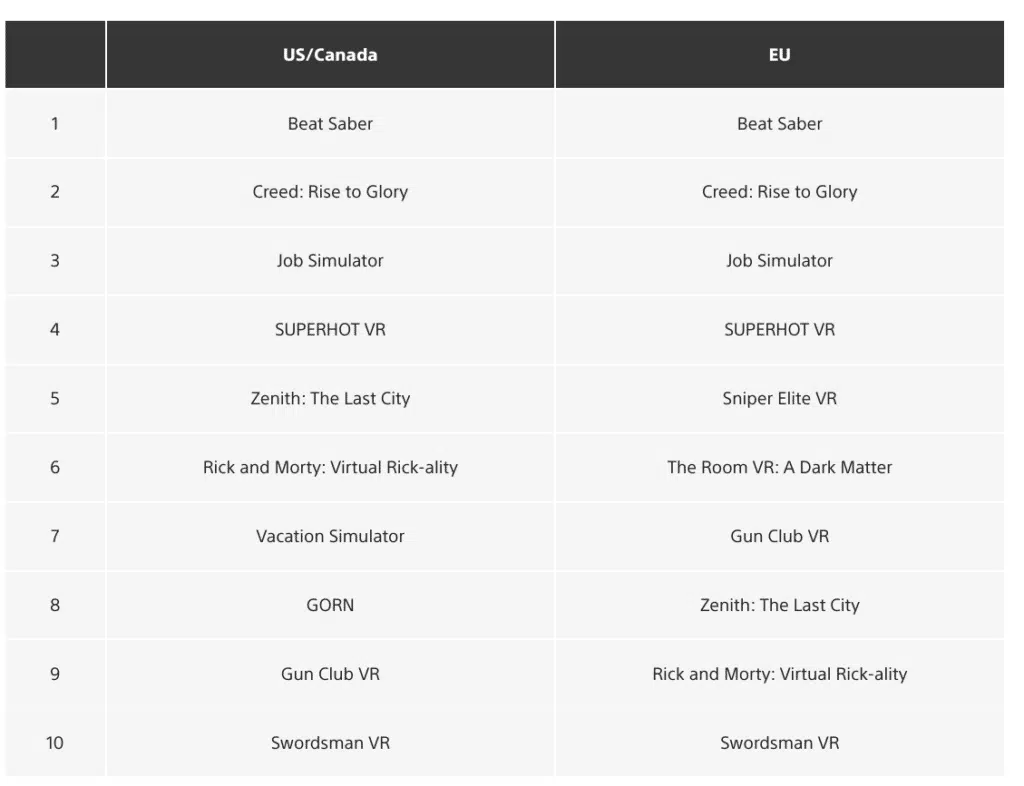 US/Canada EU
1 Beat Saber Beat Saber
2 Creed: Rise to Glory Creed: Rise to Glory
3 Job Simulator Job Simulator
4 SUPERHOT VR SUPERHOT VR
5 Zenith: The Last City Sniper Elite VR
6 Rick and Morty: Virtual Rick-ality The Room VR: A Dark Matter
7 Vacation Simulator Gun Club VR
8 GORN Zenith: The Last City
9 Gun Club VR Rick and Morty: Virtual Rick-ality
10 Swordsman VR Swordsman VR